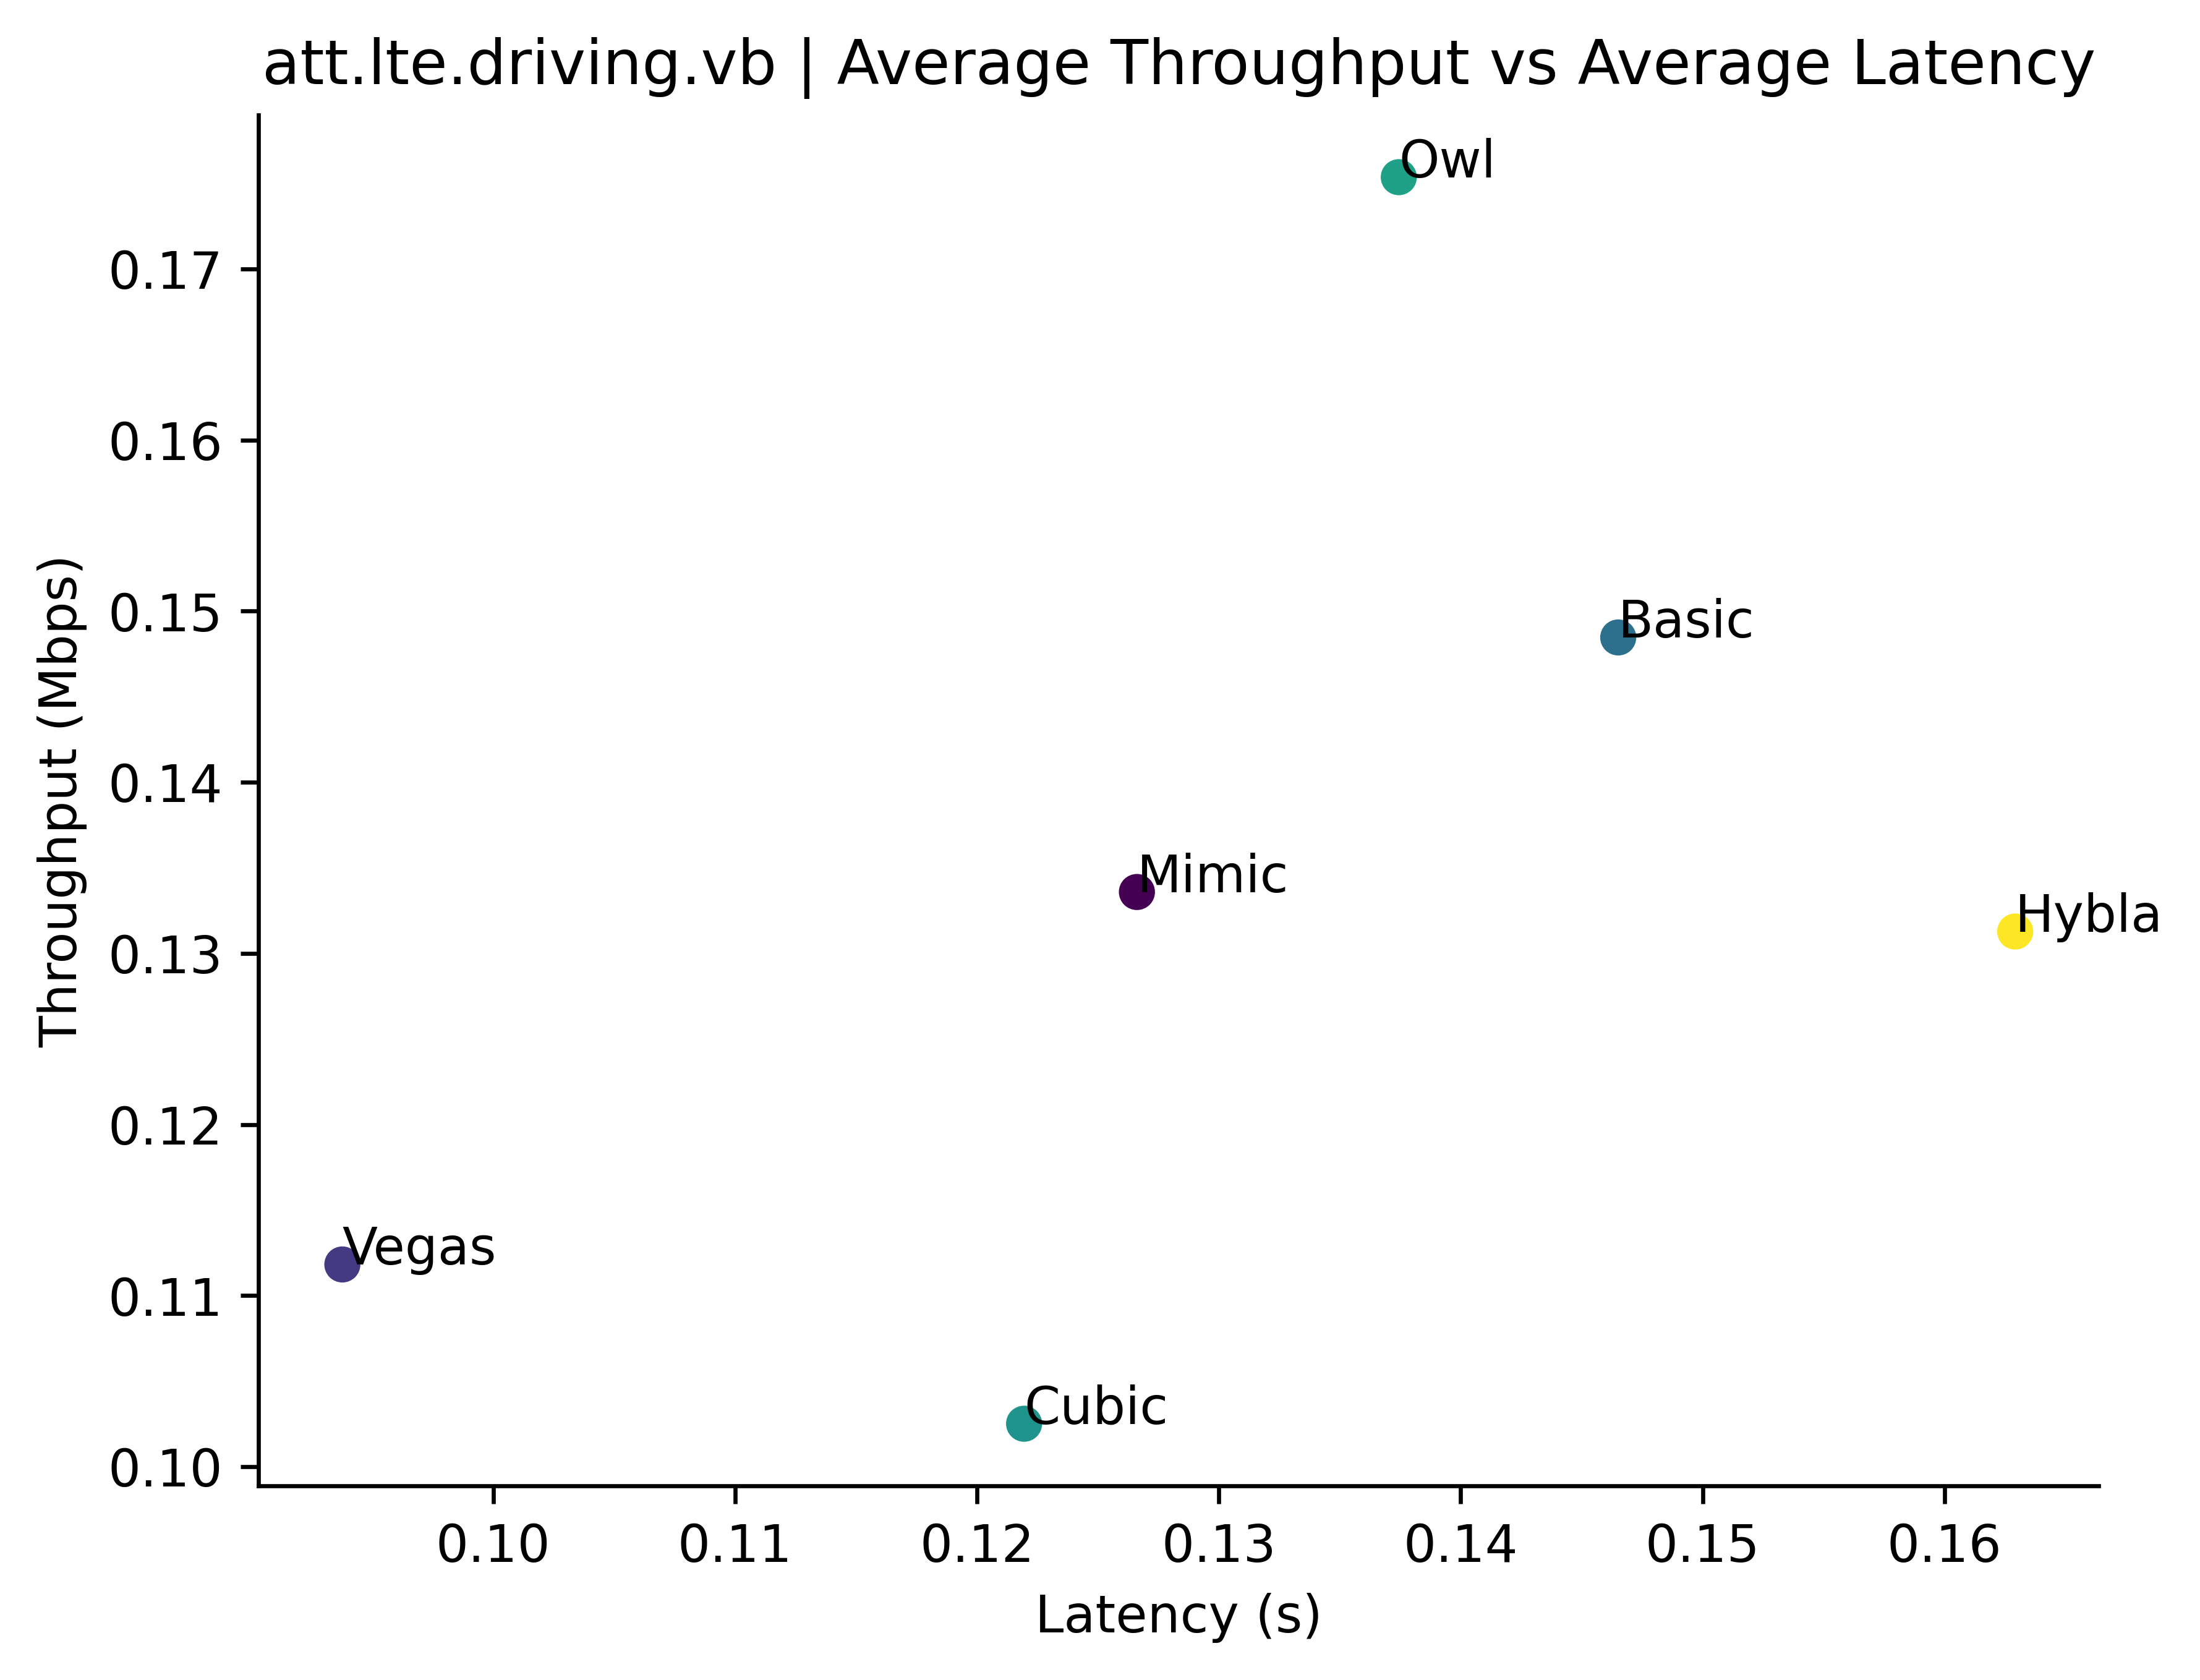 att.lte.driving.vb | Average Throughput vs Average Latency
Owl
0.17
0.16
Basic
0.15
0.14
Mimic
Hybla
0.13
0.12
Vegas
0.11
Cubic
0.10
Throughput (Mbps)
0.10 0.11 0.12 0.13 0.14 0.15 0.16
Latency (s)